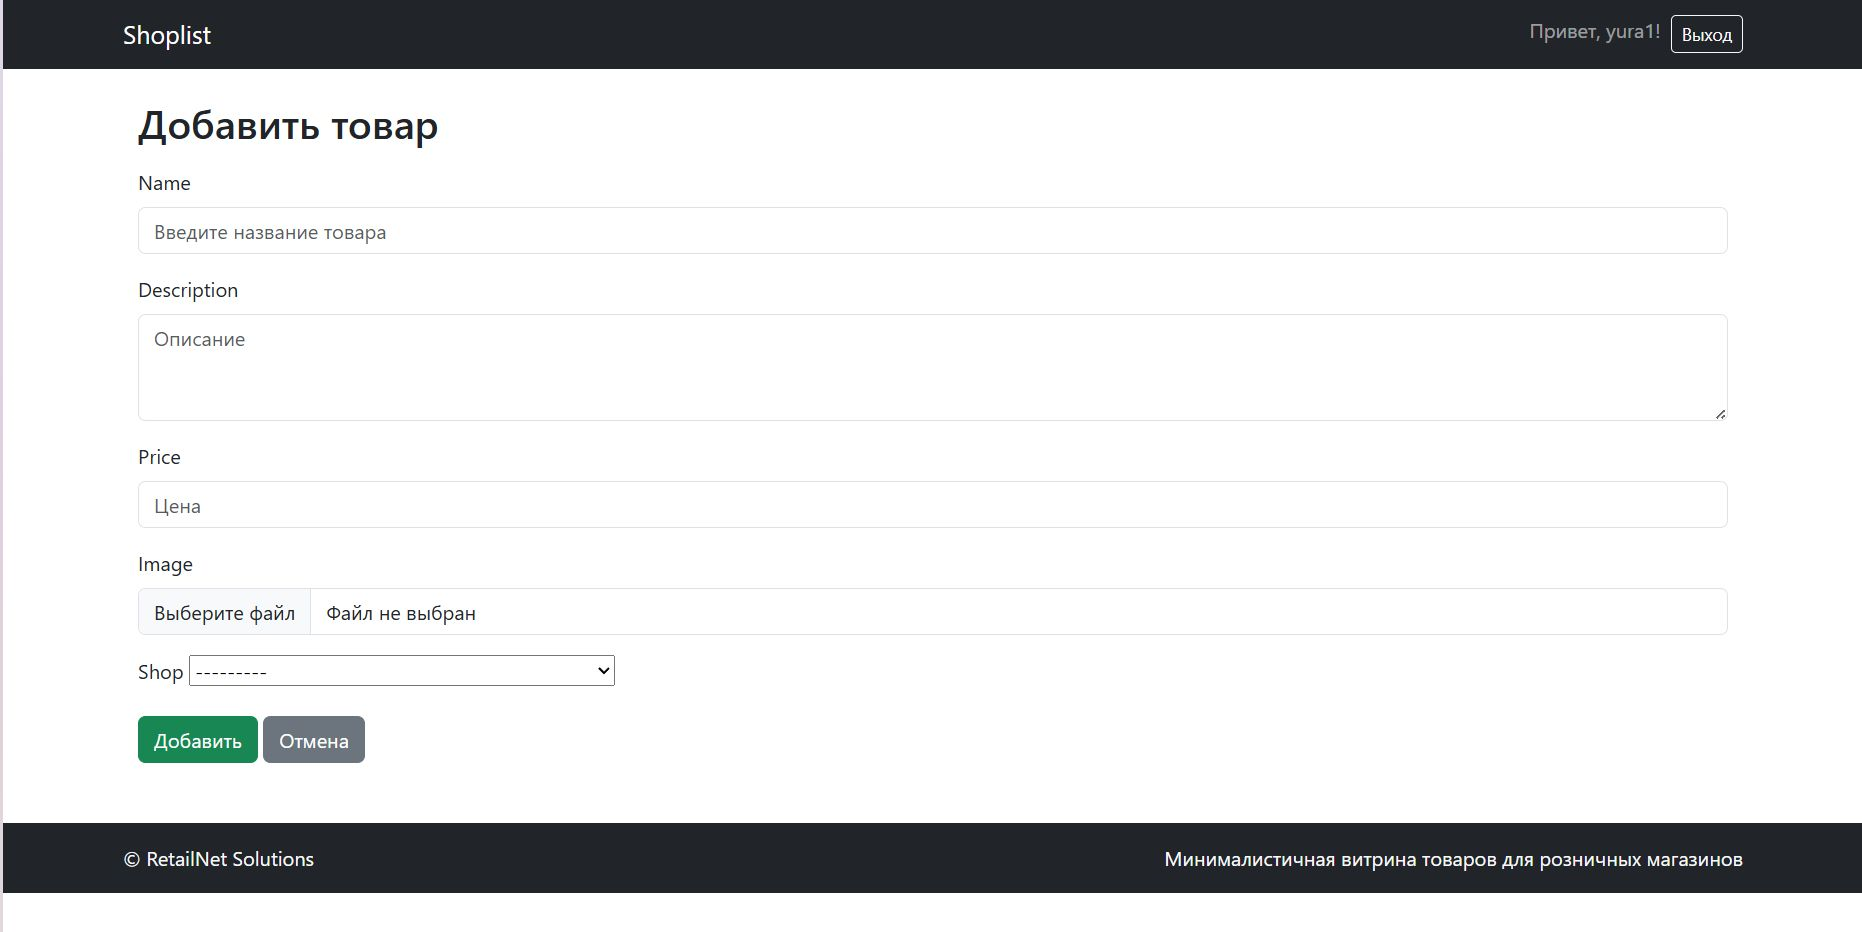 Shoplist
Привет, yura1!
Выход
Добавить товар
Name
Введите название товара
Description
Описание
Price
Цена
Image
Выберите файл Файл не выбран
Shop ---------
Добавить Отмена
© RetailNet Solutions
Минималистичная витрина товаров для розничных магазинов